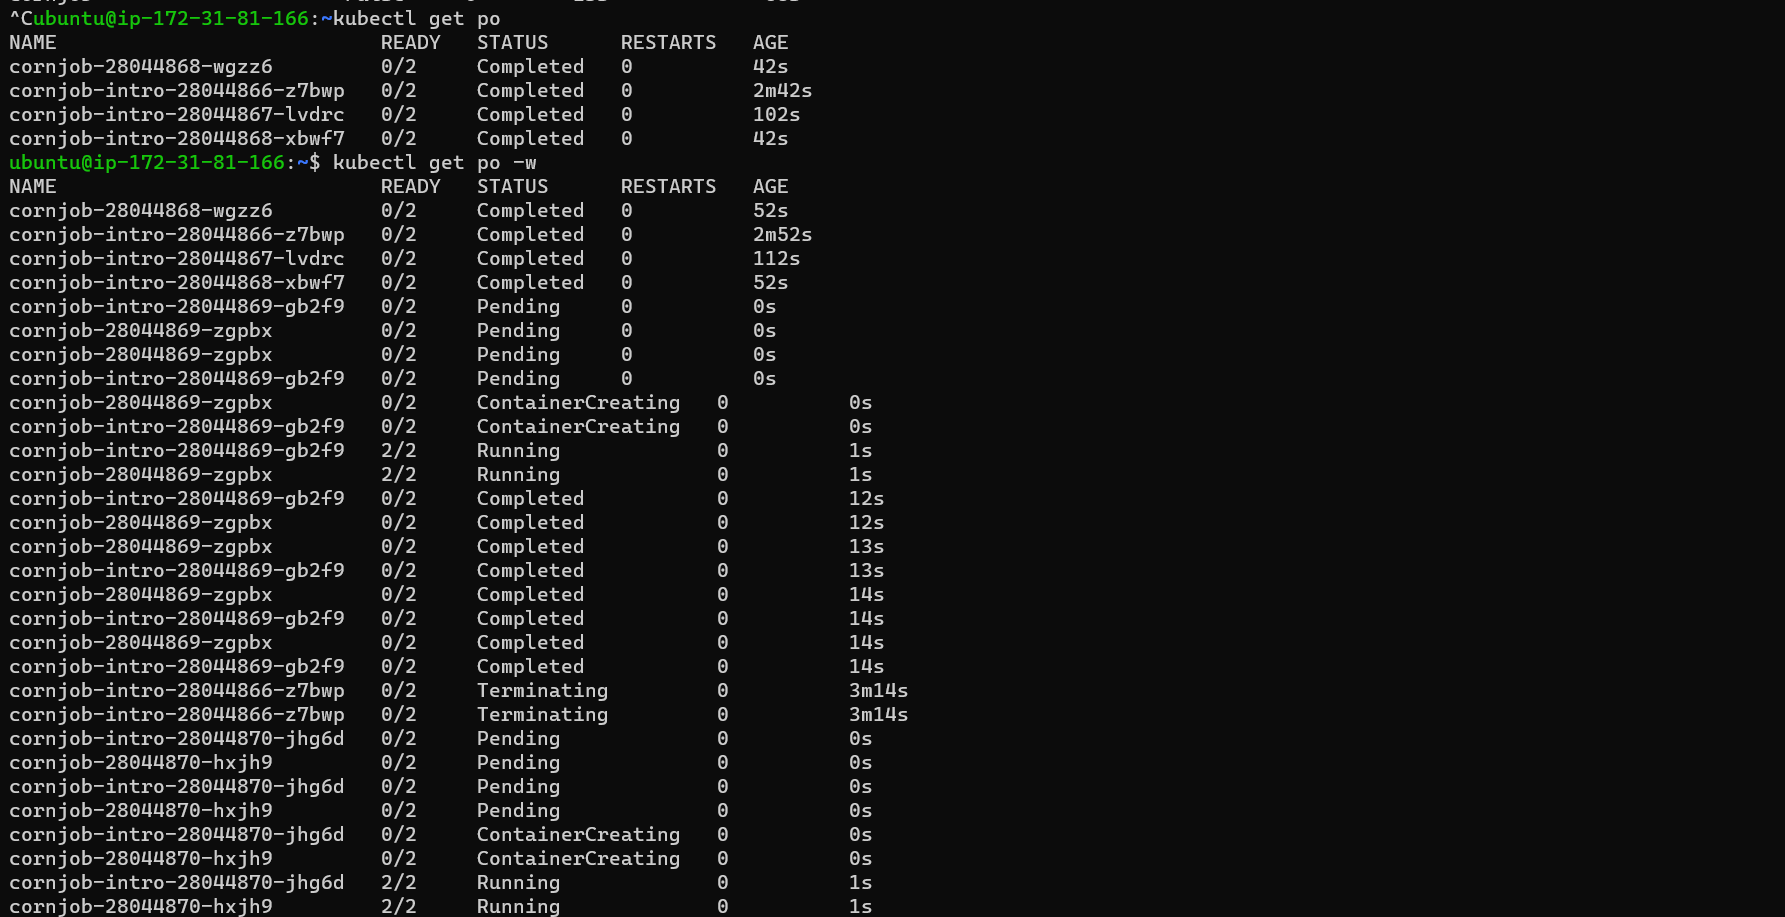 ^Cubuntu@ip-172-31-81-166:~kubectl get po
NAME READY STATUS RESTARTS AGE
cornjob-28044868-wgzz6 0/2 Completed 0 42s
cornjob-intro-28044866-z7bwp 0/2 Completed 0 2m42s
cornjob-intro-28044867-lvdrc 0/2 Completed 0 102s
cornjob-intro-28044868-xbwf7 0/2 Completed 0 42s
ubuntu@ip-172-31-81-166:~$ kubectl get po -w
NAME READY STATUS RESTARTS AGE
cornjob-28044868-wgzz6 0/2 Completed 0 52s
cornjob-intro-28044866-z7bwp 0/2 Completed 0 2m52s
cornjob-intro-28044867-lvdrc 0/2 Completed 0 112s
cornjob-intro-28044868-xbwf7 0/2 Completed 0 52s
cornjob-intro-28044869-gb2f9 0/2 Pending 0 0s
cornjob-28044869-zgpbx 0/2 Pending 0 0s
cornjob-28044869-zgpbx 0/2 Pending 0 0s
cornjob-intro-28044869-gb2f9 0/2 Pending 0 0s
cornjob-28044869-zgpbx 0/2 ContainerCreating 0 0s
cornjob-intro-28044869-gb2f9 0/2 ContainerCreating 0 0s
cornjob-intro-28044869-gb2f9 2/2 Running 0 1s
cornjob-28044869-zgpbx 2/2 Running 0 1s
cornjob-intro-28044869-gb2f9 0/2 Completed 0 12s
cornjob-28044869-zgpbx 0/2 Completed 0 12s
cornjob-28044869-zgpbx 0/2 Completed 0 13s
cornjob-intro-28044869-gb2f9 0/2 Completed 0 13s
cornjob-28044869-zgpbx 0/2 Completed 0 14s
cornjob-intro-28044869-gb2f9 0/2 Completed 0 14s
cornjob-28044869-zgpbx 0/2 Completed 0 14s
cornjob-intro-28044869-gb2f9 0/2 Completed 0 14s
cornjob-intro-28044866-z7bwp 0/2 Terminating 0 3m14s
cornjob-intro-28044866-z7bwp 0/2 Terminating 0 3m14s
cornjob-intro-28044870-jhg6d 0/2 Pending 0 0s
cornjob-28044870-hxjh9 0/2 Pending 0 0s
cornjob-intro-28044870-jhg6d 0/2 Pending 0 0s
cornjob-28044870-hxjh9 0/2 Pending 0 0s
cornjob-intro-28044870-jhg6d 0/2 ContainerCreating 0 0s
cornjob-28044870-hxjh9 0/2 ContainerCreating 0 0s
cornjob-intro-28044870-jhg6d 2/2 Running 0 1s
cornjob-28044870-hxjh9 2/2 Running 0 1s